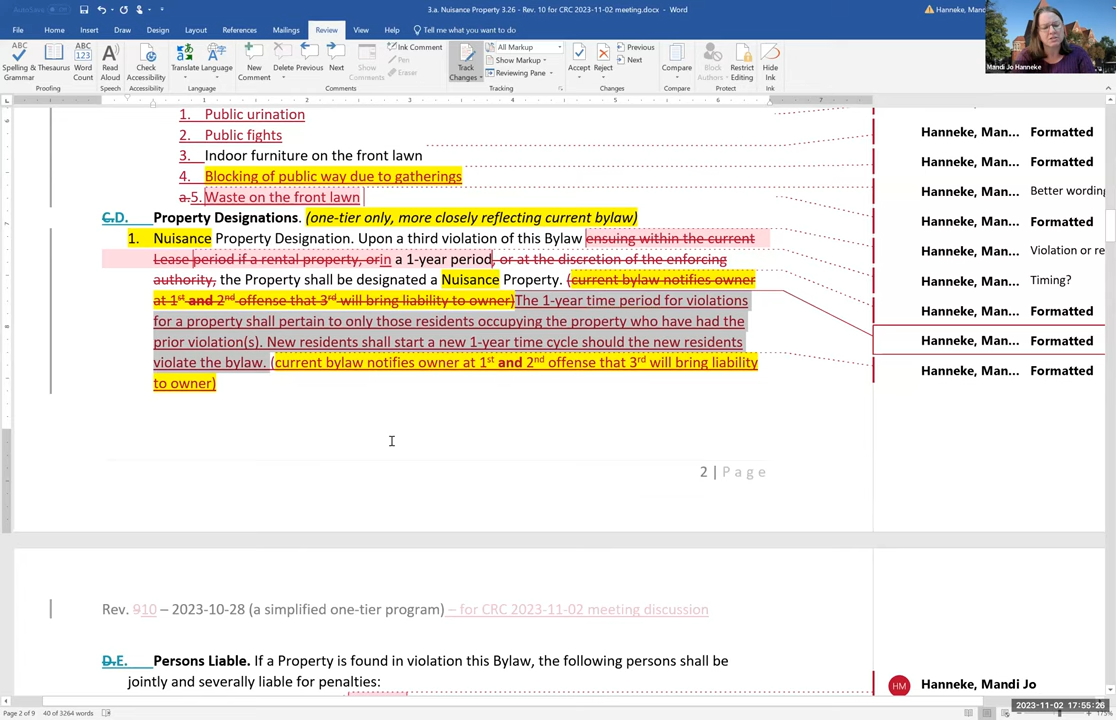 AutoSave Off
3.a. Nuisance Property 3.26 - Rev. 10 for CRC 2023-11-02 meeting.docx - Word
Hanneke, Mand
File Home Insert Draw Design Layout References Mailings Review View Help Tell me what you want to do
Spelling & Grammar Thesaurus Word Count Read Aloud Check Accessibility Translate Language New Comment Delete Previous Next Ink Comment Pen Eraser Track Changes All Markup Show Markup Reviewing Pane Accept Reject Previous Next Compare Block Authors Restrict Editing Hide Ink
Proofing Speech Accessibility Language Comments Tracking Changes Compare Protect Ink
Mandi Jo Hanneke
1. Public urination
2. Public fights
3. Indoor furniture on the front lawn
4. Blocking of public way due to gatherings
a.5. Waste on the front lawn
C.D. Property Designations. (one-tier only, more closely reflecting current bylaw)
1. Nuisance Property Designation. Upon a third violation of this Bylaw ensuing within the current
Lease period if a rental property, orin a 1-year period, or at the discretion of the enforcing
authority, the Property shall be designated a Nuisance Property. (current bylaw notifies owner
at 1st and 2nd offense that 3rd will bring liability to owner)The 1-year time period for violations
for a property shall pertain to only those residents occupying the property who have had the
prior violation(s). New residents shall start a new 1-year time cycle should the new residents
violate the bylaw. (current bylaw notifies owner at 1st and 2nd offense that 3rd will bring liability
to owner)
2 | Page
Rev. 910 – 2023-10-28 (a simplified one-tier program) – for CRC 2023-11-02 meeting discussion
D.E. Persons Liable. If a Property is found in violation this Bylaw, the following persons shall be
jointly and severally liable for penalties:
Hanneke, Man... Formatted
Hanneke, Man... Formatted
Hanneke, Man... Better wording
Hanneke, Man... Formatted
Hanneke, Man... Violation or re
Hanneke, Man... Timing?
Hanneke, Man... Formatted
Hanneke, Man... Formatted
Hanneke, Man... Formatted
HM Hanneke, Mandi Jo
Page 2 of 9 40 of 3264 words
2023-11-02 17:55:26